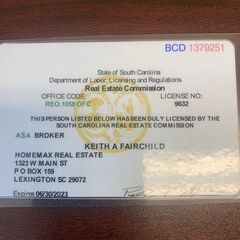 BCD 1379251
State of South Carolina
Department of Labor, Licensing and Regulations
Real Estate Commission
OFFICE CODE: LICENSE NO:
REO.1050 OFC 9632
THIS PERSON LISTED BELOW HAS BEEN DULY LICENSED BY THE
SOUTH CAROLINA REAL ESTATE COMMISSION
AS A BROKER
KEITH A FAIRCHILD
HOMEMAX REAL ESTATE
1323 W MAIN ST
P O BOX 159
LEXINGTON SC 29072
Expires 06/30/2023